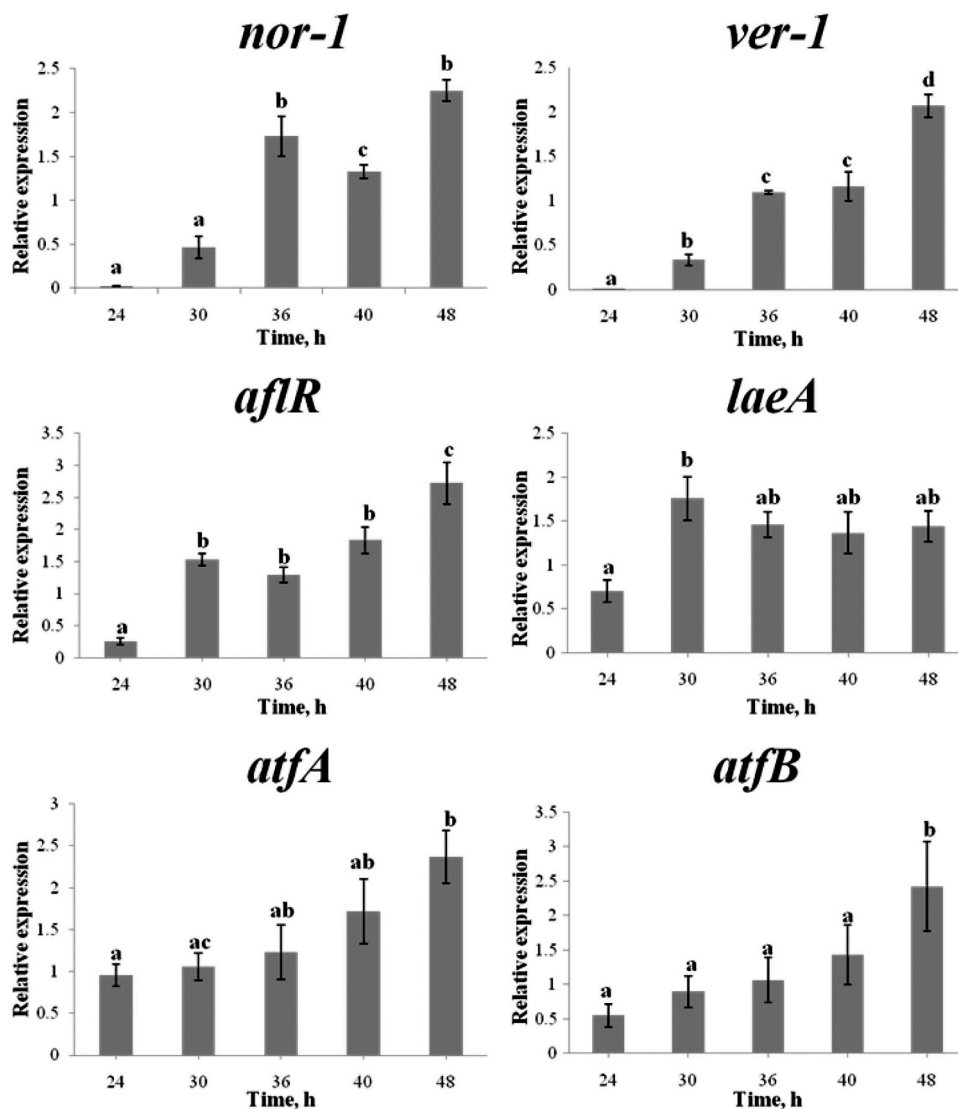 nor-1
2.5
2
1.5
1
0.5
0
Relative expression
a
a
b
c
b
24 30 36 40 48
Time, h
ver-1
2.5
2
1.5
1
0.5
0
Relative expression
a
b
c
c
d
24 30 36 40 48
Time, h
aflR
3.5
3
2.5
2
1.5
1
0.5
0
Relative expression
a
b
b
b
c
24 30 36 40 48
Time, h
laeA
2.5
2
1.5
1
0.5
0
Relative expression
a
b
ab
ab
ab
24 30 36 40 48
Time, h
atfA
3
2.5
2
1.5
1
0.5
0
Relative expression
a
ac
ab
ab
b
24 30 36 40 48
Time, h
atfB
3.5
3
2.5
2
1.5
1
0.5
0
Relative expression
a
a
a
a
b
24 30 36 40 48
Time, h